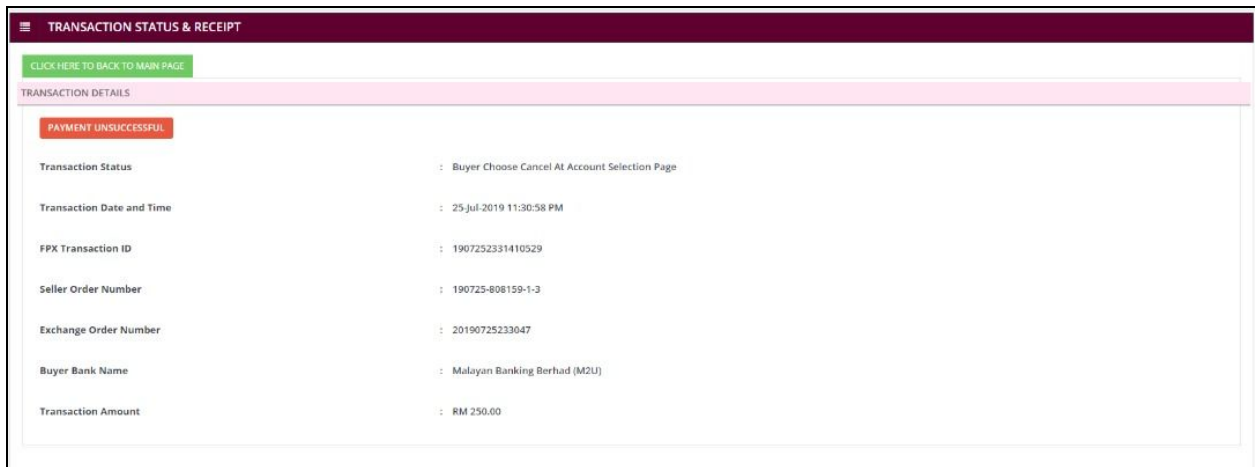 TRANSACTION STATUS & RECEIPT
CLICK HERE TO BACK TO MAIN PAGE
TRANSACTION DETAILS
PAYMENT UNSUCCESSFUL
Transaction Status : Buyer Choose Cancel At Account Selection Page
Transaction Date and Time : 25-Jul-2019 11:30:58 PM
FPX Transaction ID : 1907252331410529
Seller Order Number : 190725-808159-1-3
Exchange Order Number : 20190725233047
Buyer Bank Name : Malayan Banking Berhad (M2U)
Transaction Amount : RM 250.00